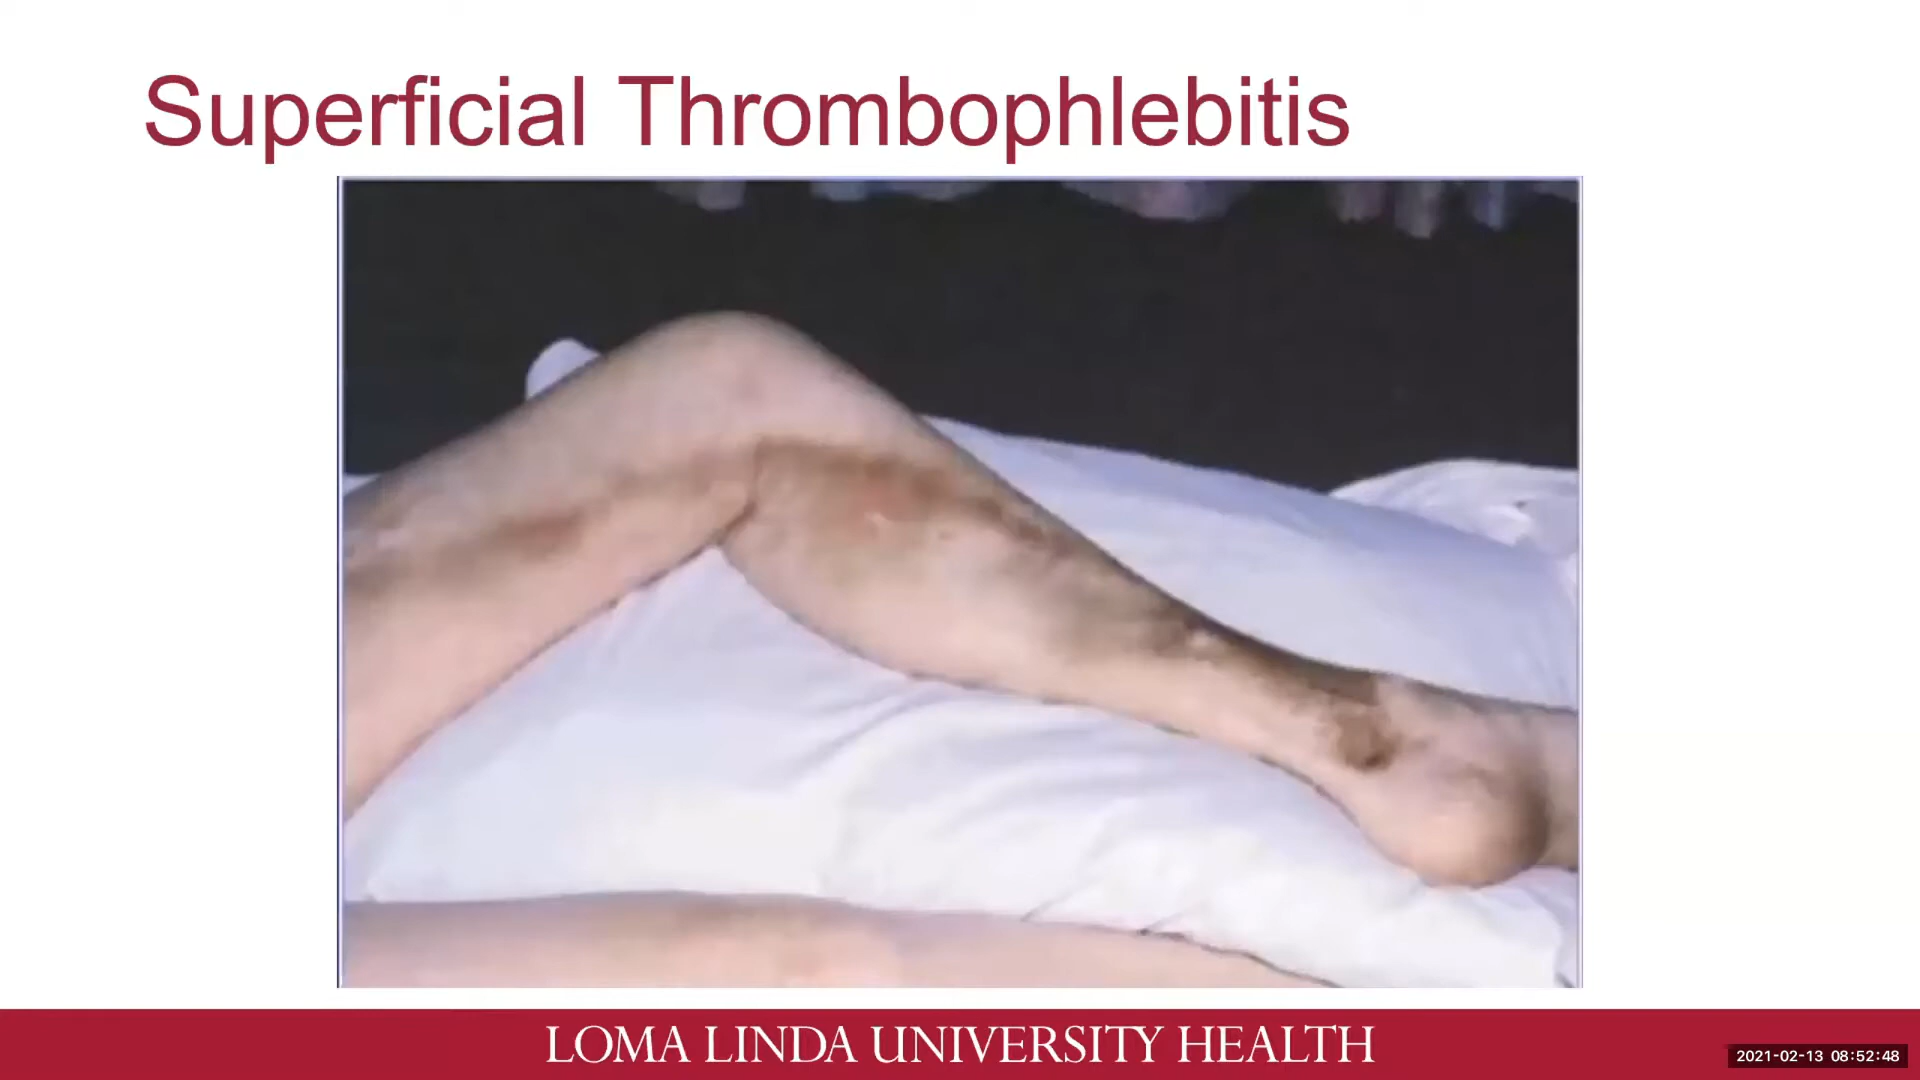 Superficial Thrombophlebitis
LOMA LINDA UNIVERSITY HEALTH
2021-02-13 08:52:48